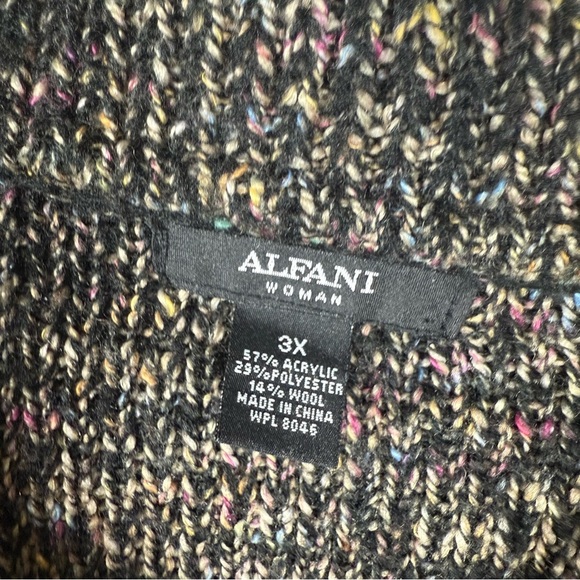 ALFANI
WOMAN
3X
57% ACRYLIC
29%POLYESTER
14% WOOL
MADE IN CHINA
WPL 8046